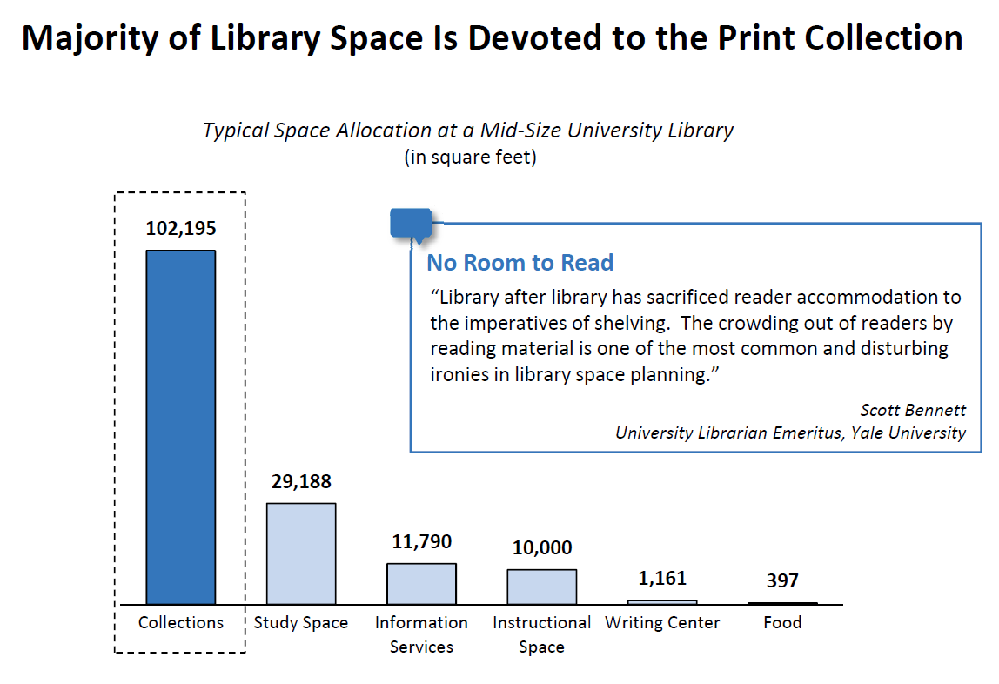 Majority of Library Space Is Devoted to the Print Collection
Typical Space Allocation at a Mid-Size University Library
(in square feet)
102,195
No Room to Read
“Library after library has sacrificed reader accommodation to
the imperatives of shelving.  The crowding out of readers by
reading material is one of the most common and disturbing
ironies in library space planning.”
Scott Bennett
University Librarian Emeritus, Yale University
29,188
11,790
10,000
1,161
397
Collections
Study Space
Information
Services
Instructional
Space
Writing Center
Food